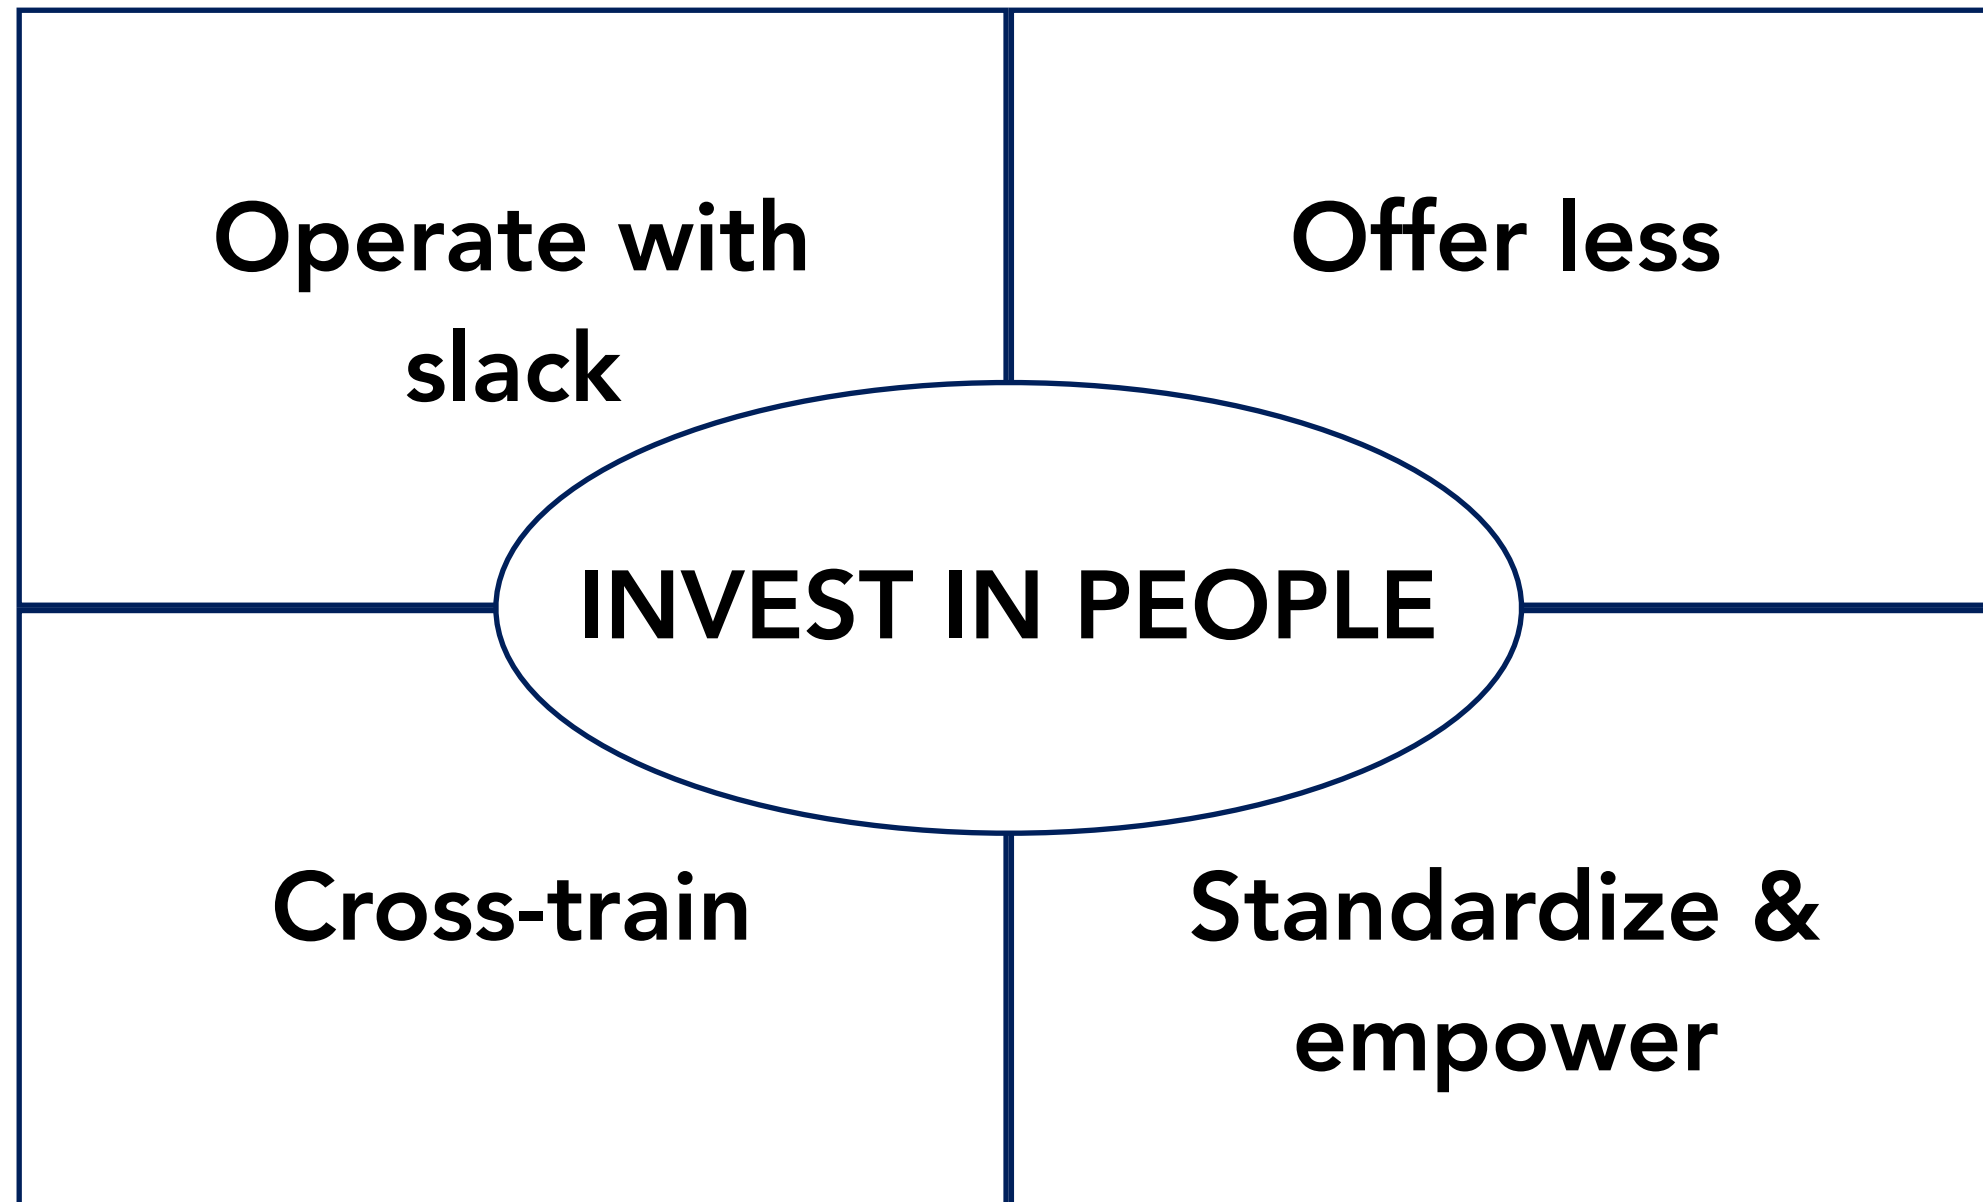 Operate with
slack
Offer less
INVEST IN PEOPLE
Cross-train
Standardize &
empower